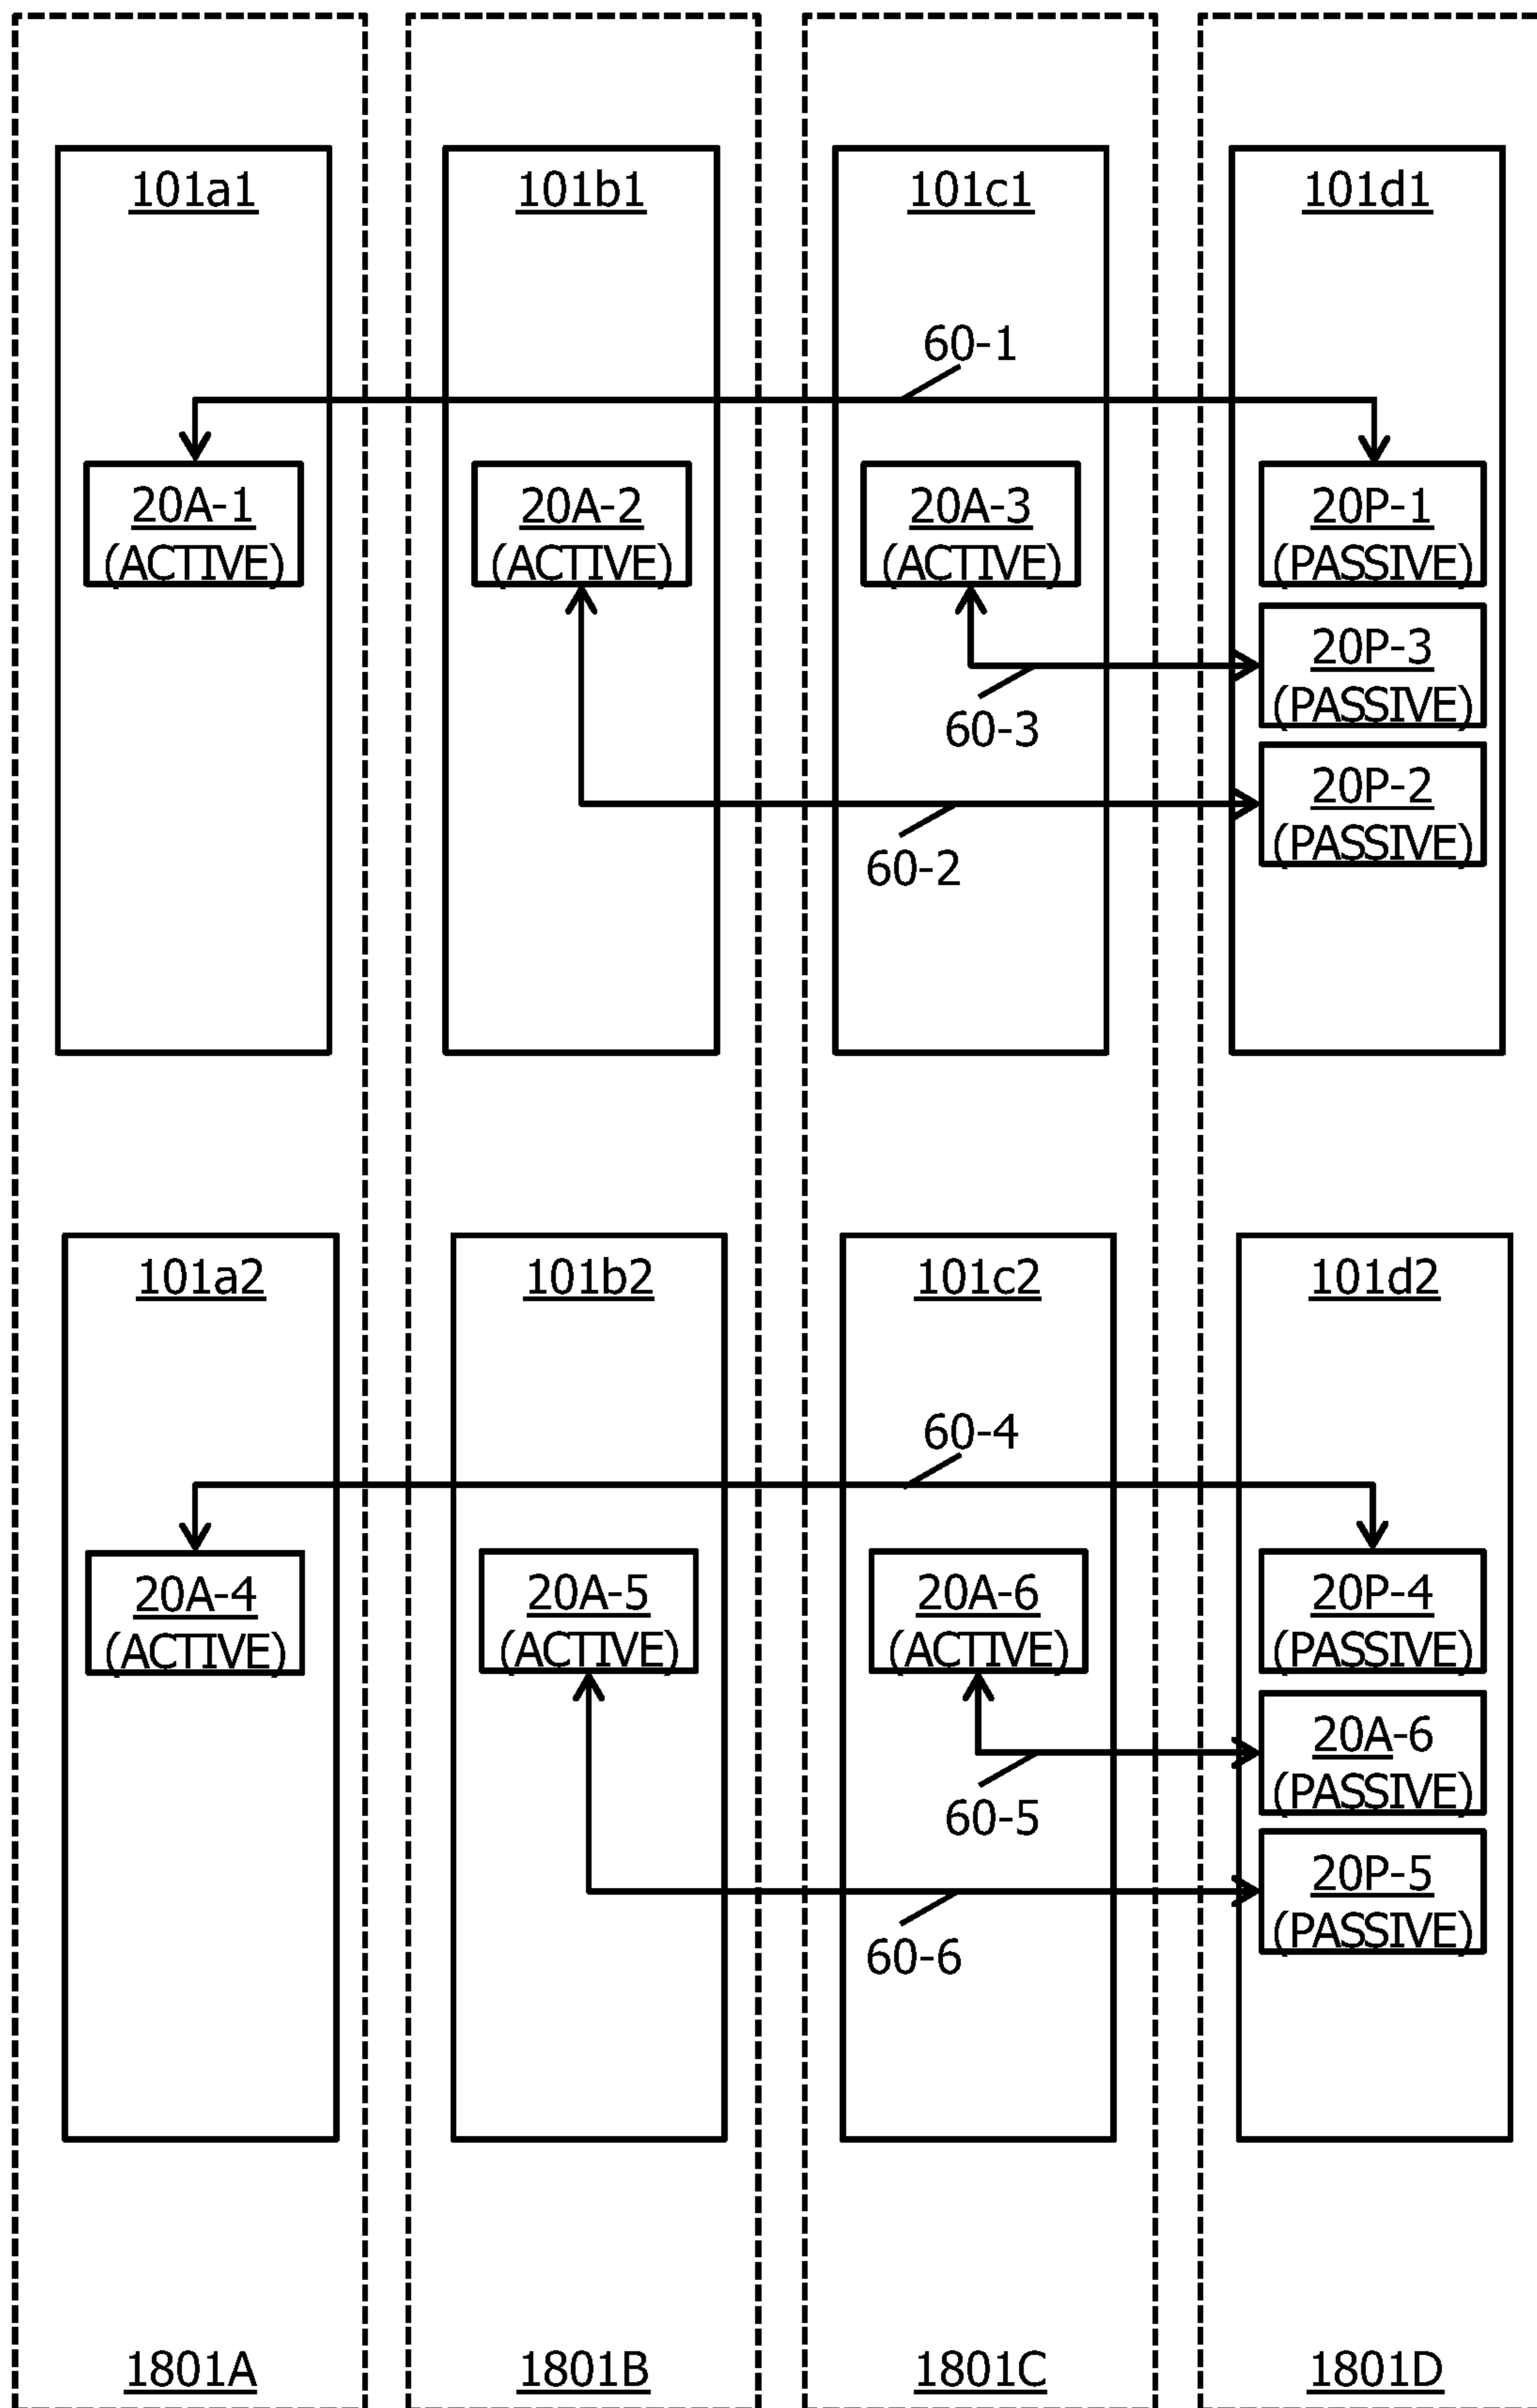 101a1
101b1
101c1
101d1
60-1
20A-1
(ACTIVE)
20A-2
(ACTIVE)
20A-3
(ACTIVE)
20P-1
(PASSIVE)
20P-3
(PASSIVE)
60-3
20P-2
(PASSIVE)
60-2
101a2
101b2
101c2
101d2
60-4
20A-4
(ACTIVE)
20A-5
(ACTIVE)
20A-6
(ACTIVE)
20P-4
(PASSIVE)
20A-6
(PASSIVE)
60-5
20P-5
(PASSIVE)
60-6
1801A
1801B
1801C
1801D